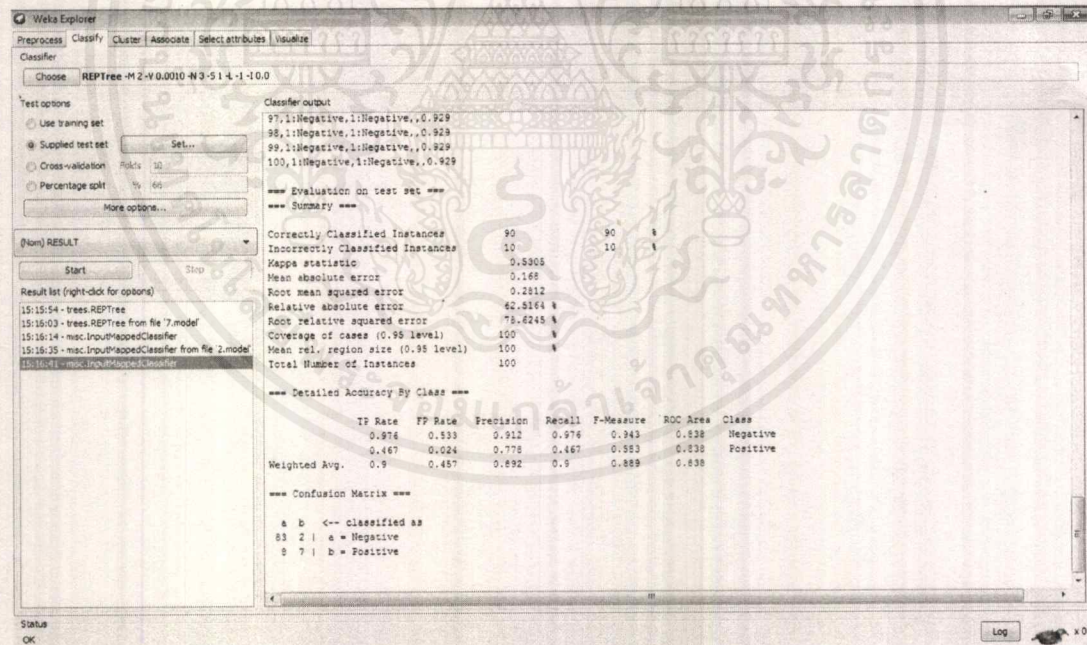 Weka Explorer
Preprocess Classify Cluster Associate Select attributes Visualize
Classifier
Choose REPTree -M 2 -V 0.0010 -N 3 -S 1 -L -1 -I 0.0
Test options
Use training set
Supplied test set Set...
Cross-validation Folds 10
Percentage split % 66
More options...
(Nom) RESULT
Start Stop
Result list (right-click for options)
15:15:54 - trees.REPTree
15:16:03 - trees.REPTree from file '7.model'
15:16:14 - misc.InputMappedClassifier
15:16:35 - misc.InputMappedClassifier from file '2.model'
15:16:41 - misc.InputMappedClassifier
Classifier output
97,1:Negative,1:Negative,,0.929
98,1:Negative,1:Negative,,0.929
99,1:Negative,1:Negative,,0.929
100,1:Negative,1:Negative,,0.929
=== Evaluation on test set ===
=== Summary ===
Correctly Classified Instances 90 90 %
Incorrectly Classified Instances 10 10 %
Kappa statistic 0.5305
Mean absolute error 0.168
Root mean squared error 0.2812
Relative absolute error 62.5164 %
Root relative squared error 78.6245 %
Coverage of cases (0.95 level) 100 %
Mean rel. region size (0.95 level) 100 %
Total Number of Instances 100
=== Detailed Accuracy By Class ===
TP Rate FP Rate Precision Recall F-Measure ROC Area Class
0.976 0.533 0.912 0.976 0.943 0.838 Negative
0.467 0.024 0.778 0.467 0.583 0.838 Positive
Weighted Avg. 0.9 0.457 0.892 0.9 0.889 0.838
=== Confusion Matrix ===
a b <-- classified as
83 2 | a = Negative
8 7 | b = Positive
Status
OK
Log
x 0